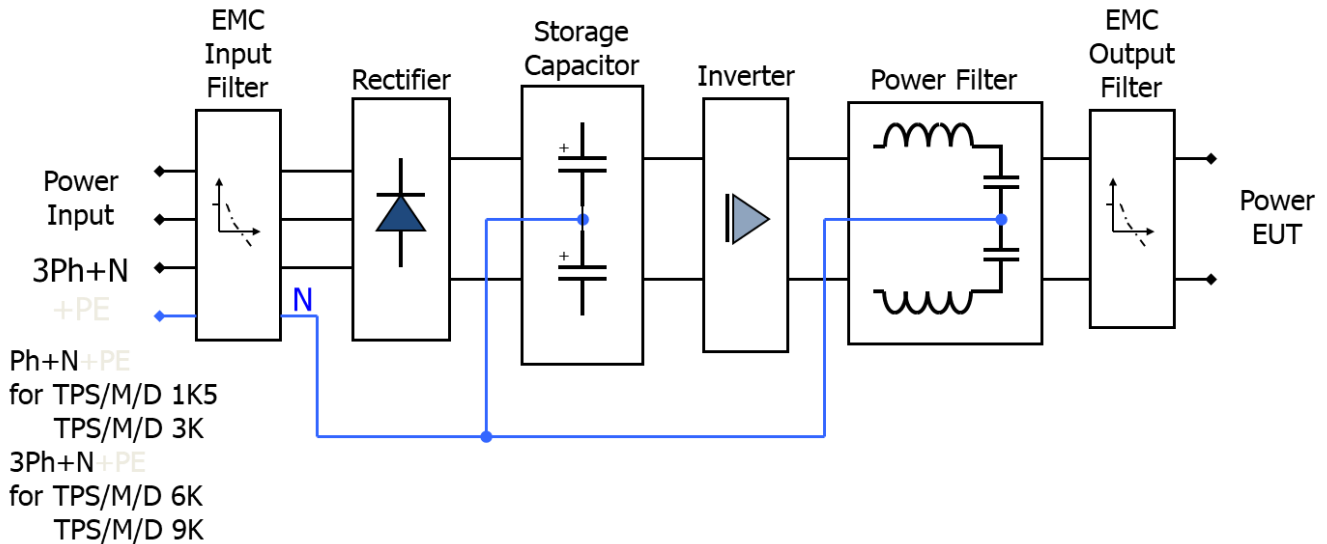 EMC
Input
Filter
Rectifier
Storage
Capacitor
Inverter
Power Filter
EMC
Output
Filter
+
+
Power
Input
3Ph+N
+PE
N
Power
EUT
Ph+N+PE
for TPS/M/D 1K5
TPS/M/D 3K
3Ph+N+PE
for TPS/M/D 6K
TPS/M/D 9K